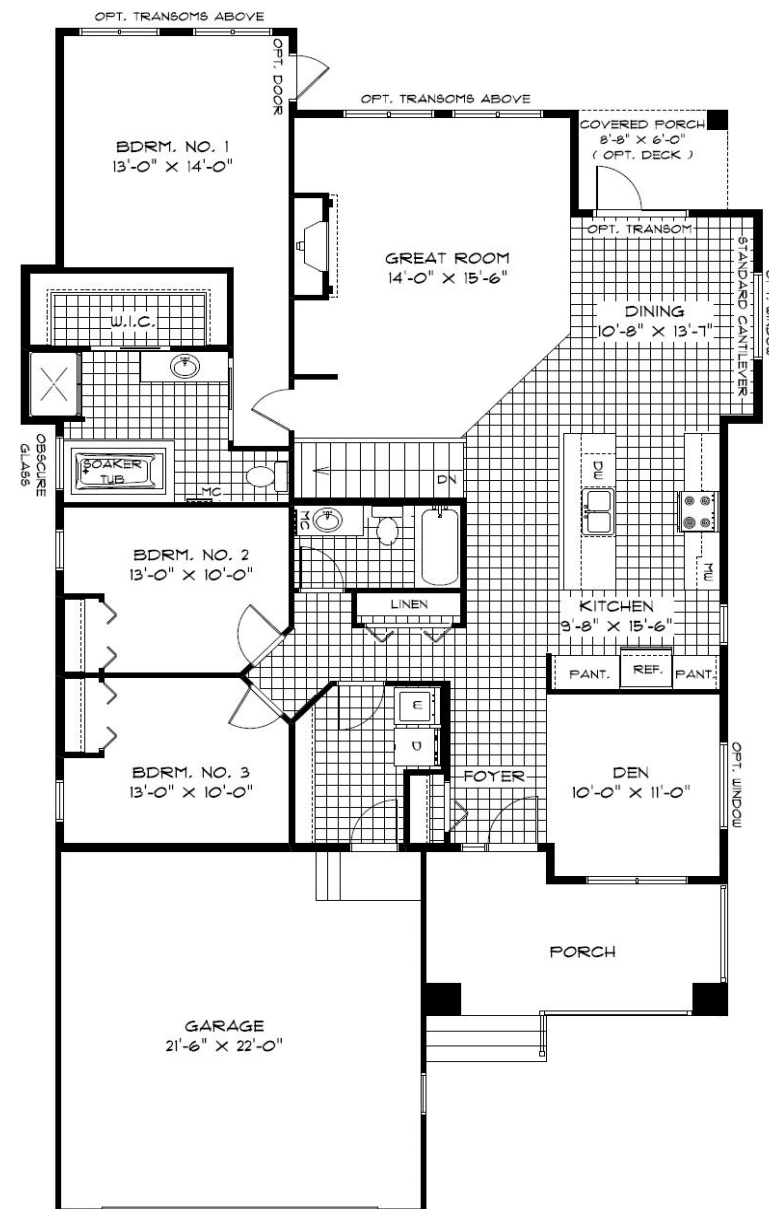 OPT. TRANSOMS ABOVE
OPT. DOOR
BDRM. NO. 1
13'-0" X 14'-0"
OPT. TRANSOMS ABOVE
COVERED PORCH
8'-8" X 6'-0"
( OPT. DECK )
GREAT ROOM
14'-0" X 15'-6"
OPT. TRANSOM
STANDARD CANTILEVER
DINING
10'-8" X 13'-7"
W.I.C.
OBSCURE
GLASS
SOAKER
TUB
MC
DN
DW
MW
MC
BDRM. NO. 2
13'-0" X 10'-0"
LINEN
KITCHEN
9'-8" X 15'-6"
PANT.
REF.
PANT.
W
D
BDRM. NO. 3
13'-0" X 10'-0"
FOYER
DEN
10'-0" X 11'-0"
OPT. WINDOW
PORCH
GARAGE
21'-6" X 22'-0"